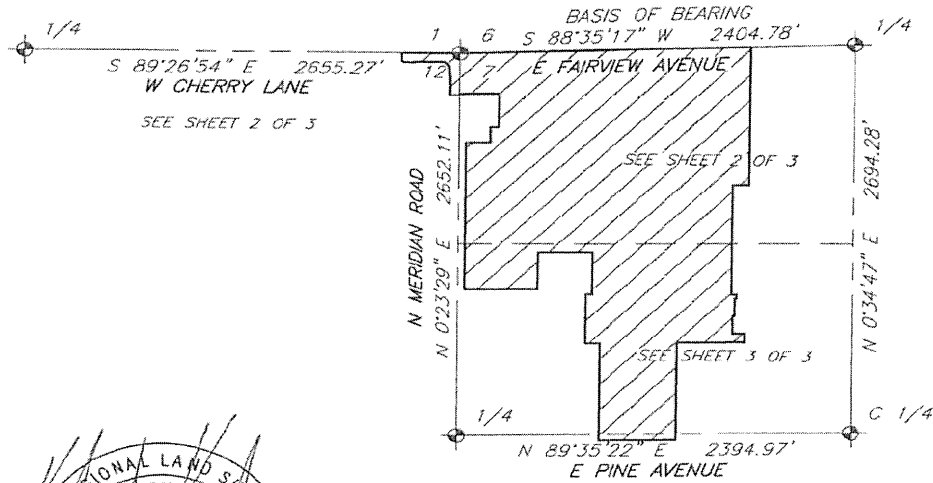 1/4
BASIS OF BEARING
1/4
1 6 S 88°35'17" W 2404.78'
S 89°26'54" E 2655.27'
12 7 E FAIRVIEW AVENUE
W CHERRY LANE
SEE SHEET 2 OF 3
SEE SHEET 2 OF 3
N MERIDIAN ROAD
N 0°23'29" E 2652.11'
N 0°34'47" E 2694.28'
SEE SHEET 3 OF 3
1/4
C 1/4
N 89°35'22" E 2394.97'
E PINE AVENUE
IONAL LAND S